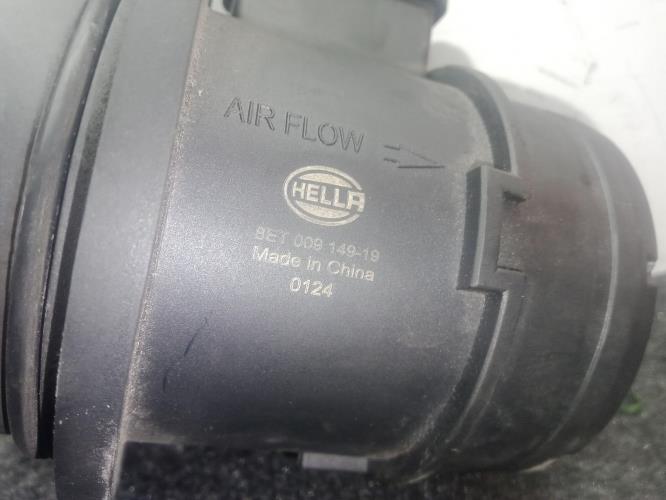 AIR FLOW
HELLA
8ET 009 149-19
Made in China
0124